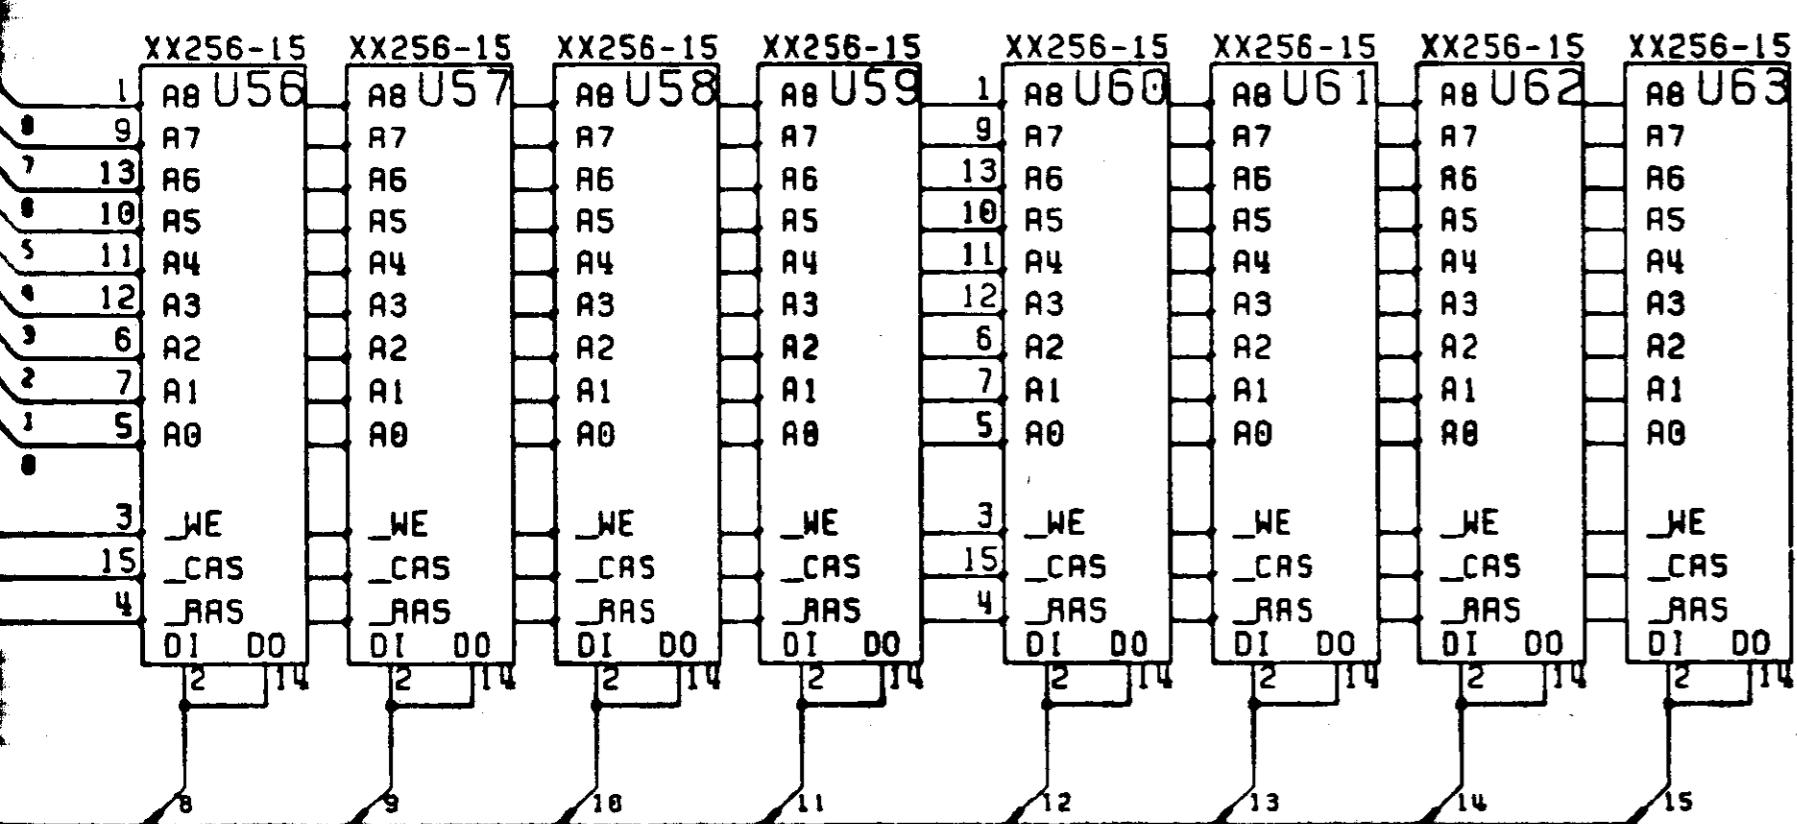 XX256-15 XX256-15 XX256-15 XX256-15 XX256-15 XX256-15 XX256-15 XX256-15
1 A8 U56 A8 U57 A8 U58 A8 U59 1 A8 U60 A8 U61 A8 U62 A8 U63
8 9 A7 A7 A7 A7 9 A7 A7 A7 A7
7 13 A6 A6 A6 A6 13 A6 A6 A6 A6
6 10 A5 A5 A5 A5 10 A5 A5 A5 A5
5 11 A4 A4 A4 A4 11 A4 A4 A4 A4
4 12 A3 A3 A3 A3 12 A3 A3 A3 A3
3 6 A2 A2 A2 A2 6 A2 A2 A2 A2
2 7 A1 A1 A1 A1 7 A1 A1 A1 A1
1 5 A0 A0 A0 A0 5 A0 A0 A0 A0
0
3 _WE _WE _WE _WE 3 _WE _WE _WE _WE
15 _CAS _CAS _CAS _CAS 15 _CAS _CAS _CAS _CAS
4 _RAS _RAS _RAS _RAS 4 _RAS _RAS _RAS _RAS
DI DO DI DO DI DO DI DO DI DO DI DO DI DO DI DO
2 14 2 14 2 14 2 14 2 14 2 14 2 14 2 14
8 9 10 11 12 13 14 15